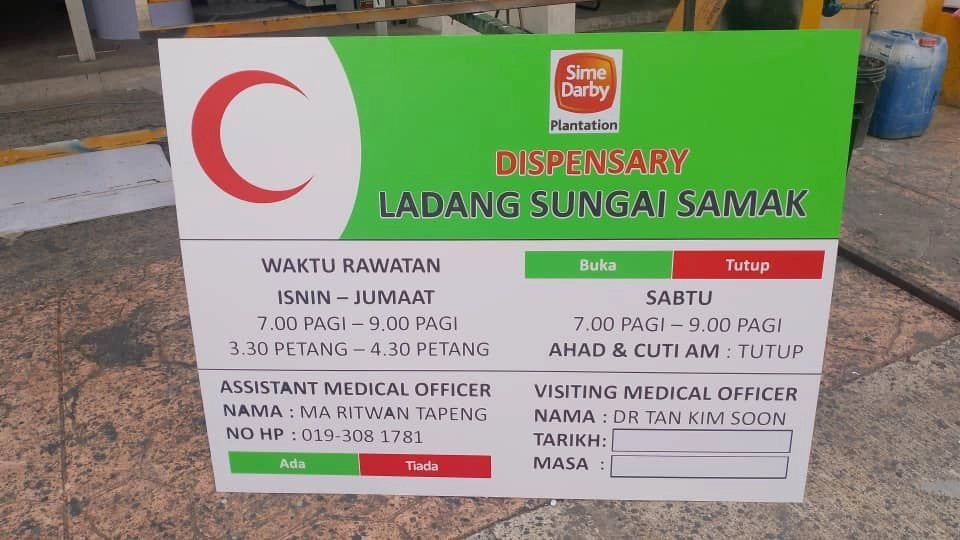 Sime
Darby
Plantation
DISPENSARY
LADANG SUNGAI SAMAK
WAKTU RAWATAN
ISNIN – JUMAAT
7.00 PAGI – 9.00 PAGI
3.30 PETANG – 4.30 PETANG
Buka Tutup
SABTU
7.00 PAGI – 9.00 PAGI
AHAD & CUTI AM : TUTUP
ASSISTANT MEDICAL OFFICER
NAMA : MA RITWAN TAPENG
NO HP : 019-308 1781
Ada Tiada
VISITING MEDICAL OFFICER
NAMA : DR TAN KIM SOON
TARIKH:
MASA :